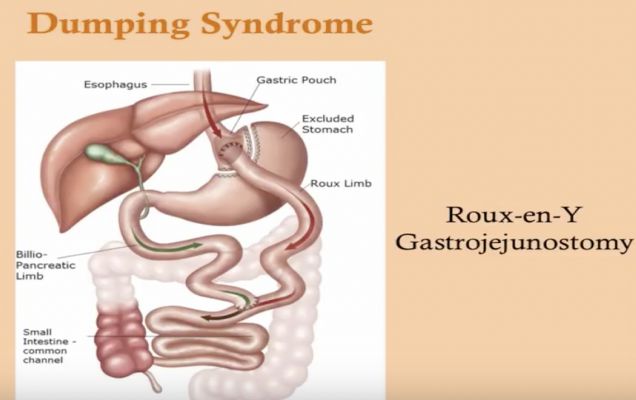 Dumping Syndrome
Esophagus
Gastric Pouch
Excluded
Stomach
Roux Limb
Billio-
Pancreatic
Limb
Small
Intestine -
common
channel
Roux-en-Y
Gastrojejunostomy